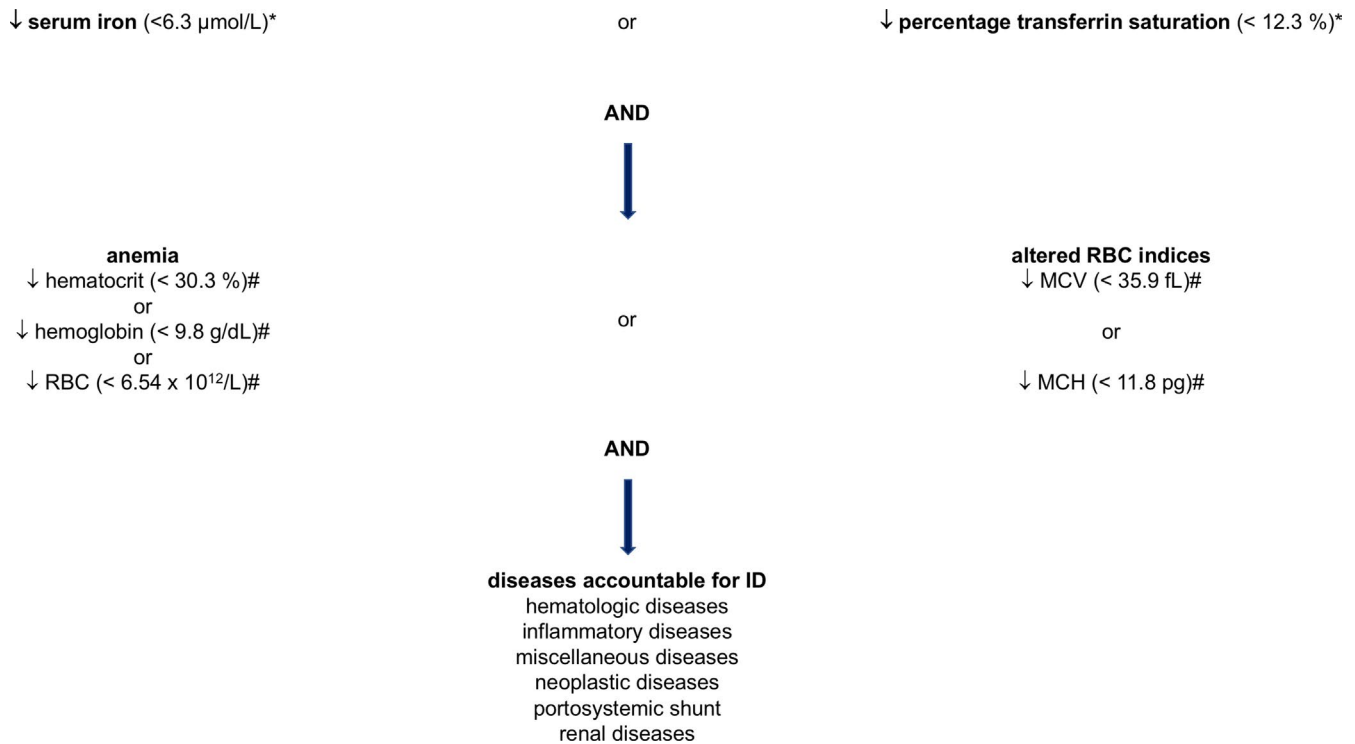 ↓ serum iron (<6.3 µmol/L)*
or
↓ percentage transferrin saturation (< 12.3 %)*
AND
anemia
↓ hematocrit (< 30.3 %)#
or
↓ hemoglobin (< 9.8 g/dL)#
or
↓ RBC (< 6.54 x 10¹²/L)#
or
altered RBC indices
↓ MCV (< 35.9 fL)#
or
↓ MCH (< 11.8 pg)#
AND
diseases accountable for ID
hematologic diseases
inflammatory diseases
miscellaneous diseases
neoplastic diseases
portosystemic shunt
renal diseases